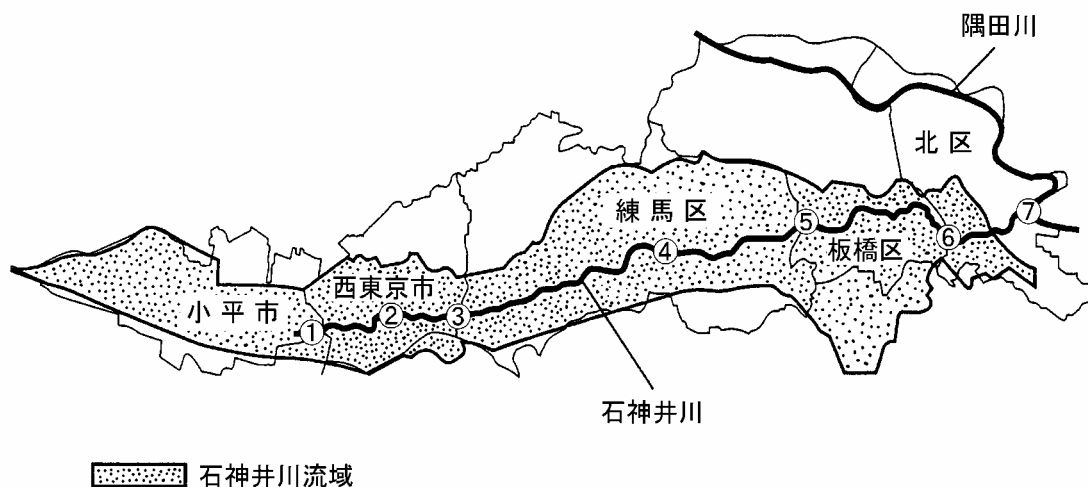 隅田川
北区
練馬区
⑦
⑤
④
⑥
板橋区
西東京市
小平市
②
③
①
石神井川
石神井川流域